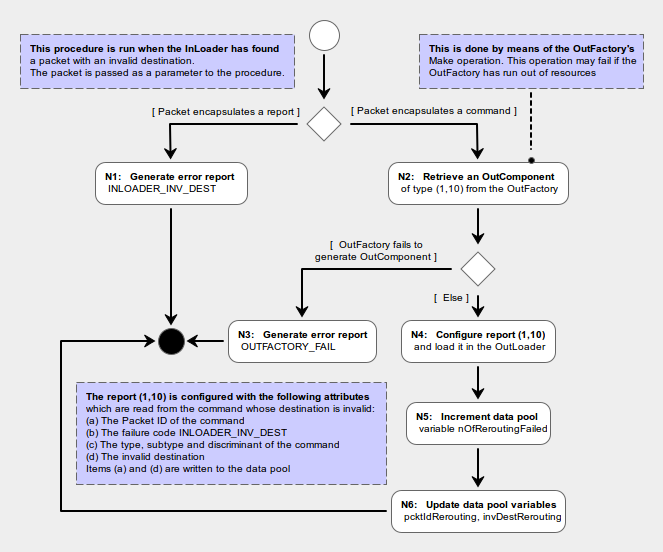 This procedure is run when the InLoader has found
a packet with an invalid destination.
The packet is passed as a parameter to the procedure.
This is done by means of the OutFactory's
Make operation. This operation may fail if the
OutFactory has run out of resources
[ Packet encapsulates a report ]
[ Packet encapsulates a command ]
N1: Generate error report
INLOADER_INV_DEST
N2: Retrieve an OutComponent
of type (1,10) from the OutFactory
[ OutFactory fails to
generate OutComponent ]
[ Else ]
N3: Generate error report
OUTFACTORY_FAIL
N4: Configure report (1,10)
and load it in the OutLoader
The report (1,10) is configured with the following attributes
which are read from the command whose destination is invalid:
(a) The Packet ID of the command
(b) The failure code INLOADER_INV_DEST
(c) The type, subtype and discriminant of the command
(d) The invalid destination
Items (a) and (d) are written to the data pool
N5: Increment data pool
variable nOfReroutingFailed
N6: Update data pool variables
pcktIdRerouting, invDestRerouting